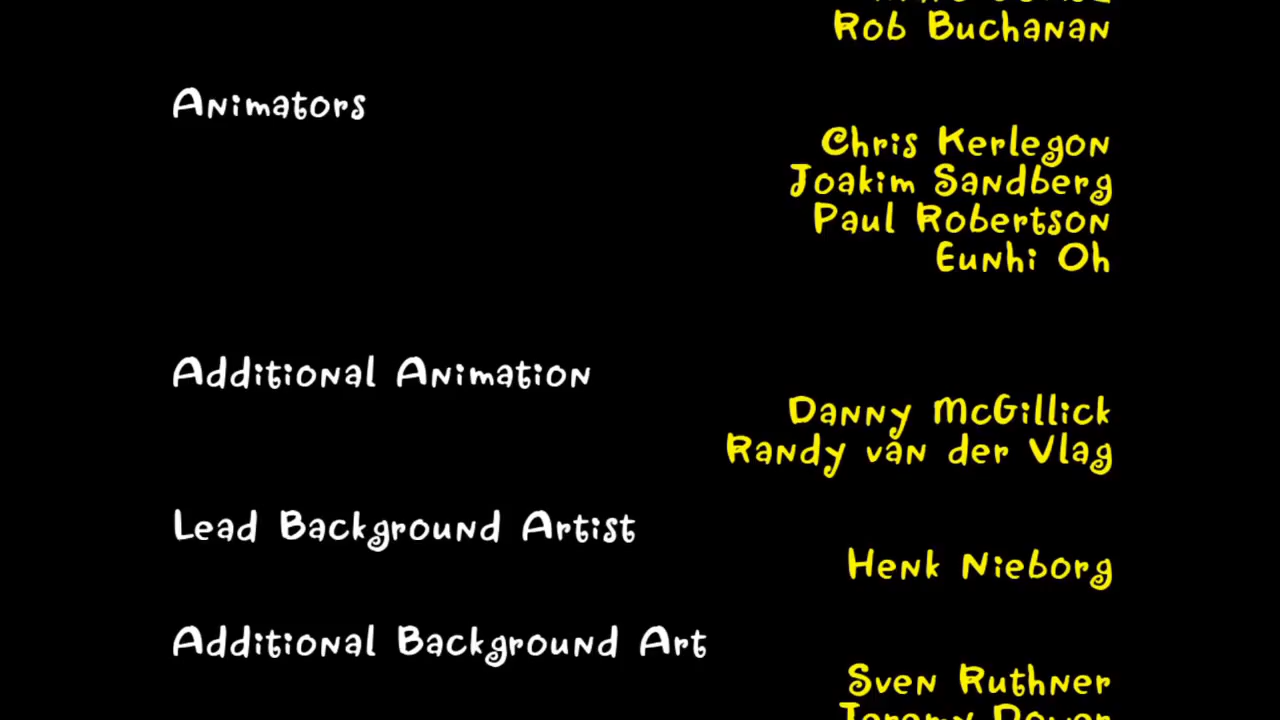 Rob Buchanan
Animators
Chris Kerlegon
Joakim Sandberg
Paul Robertson
Eunhi Oh
Additional Animation
Danny McGillick
Randy van der Vlag
Lead Background Artist
Henk Nieborg
Additional Background Art
Sven Ruthner
Jeremy